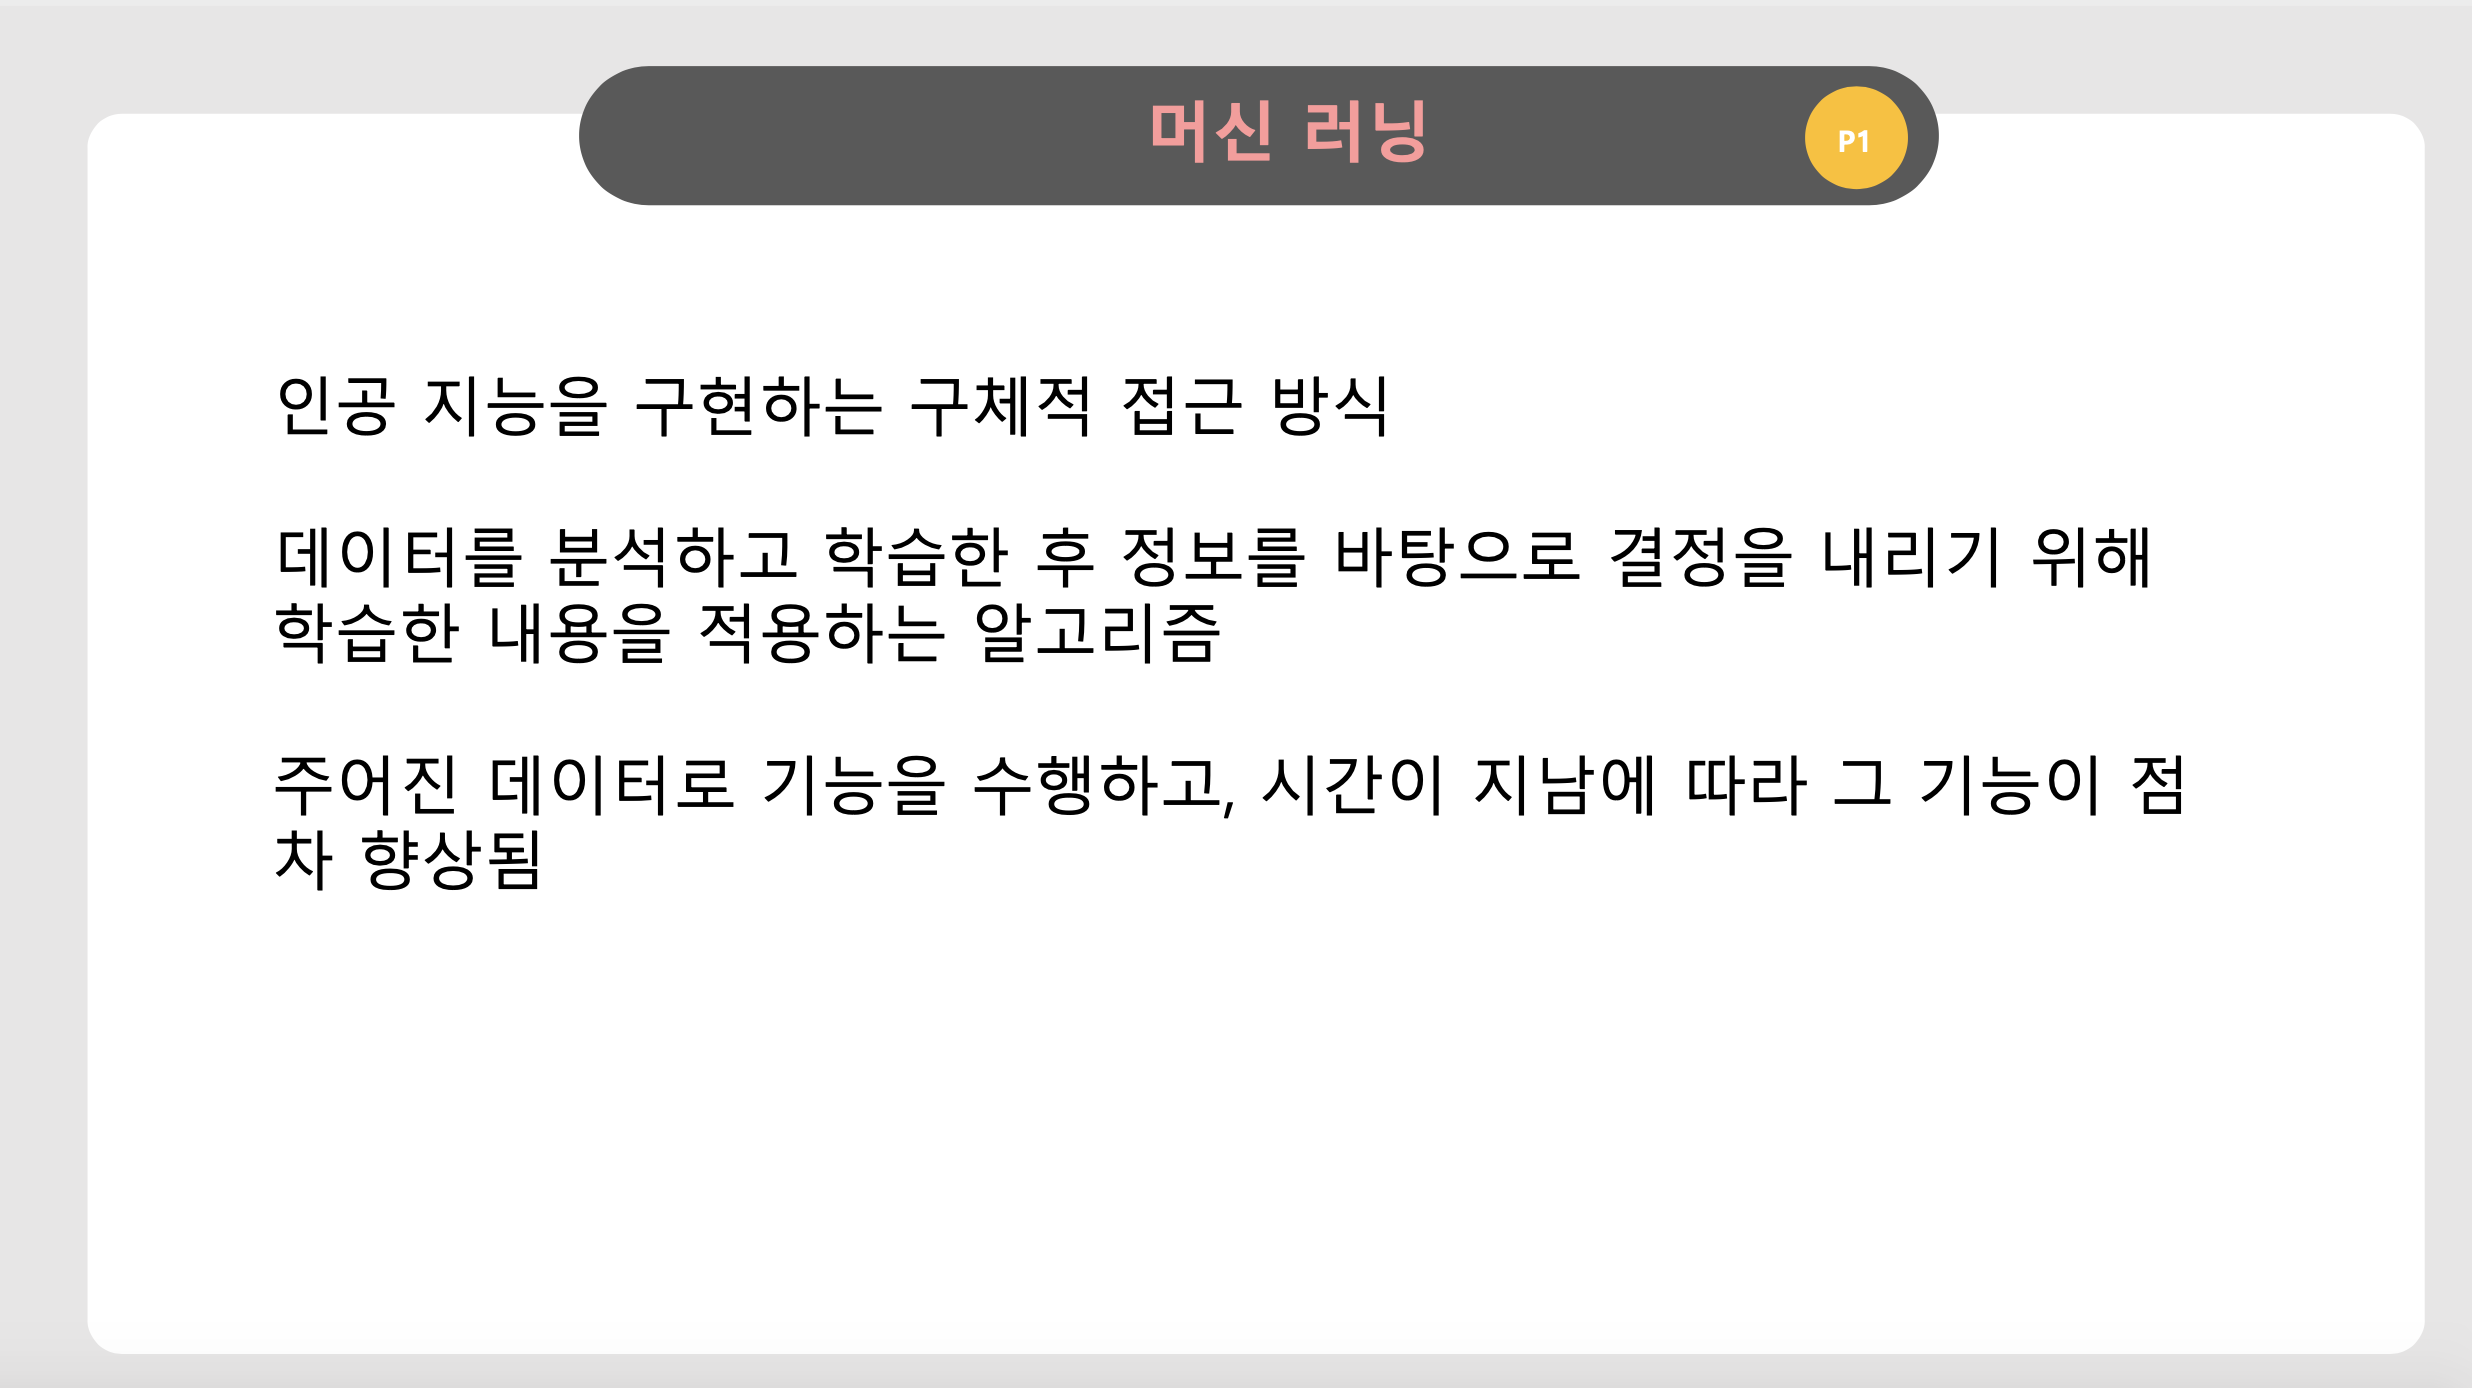 머신 러닝
P1
인공 지능을 구현하는 구체적 접근 방식
데이터를 분석하고 학습한 후 정보를 바탕으로 결정을 내리기 위해
학습한 내용을 적용하는 알고리즘
주어진 데이터로 기능을 수행하고, 시간이 지남에 따라 그 기능이 점
차 향상됨